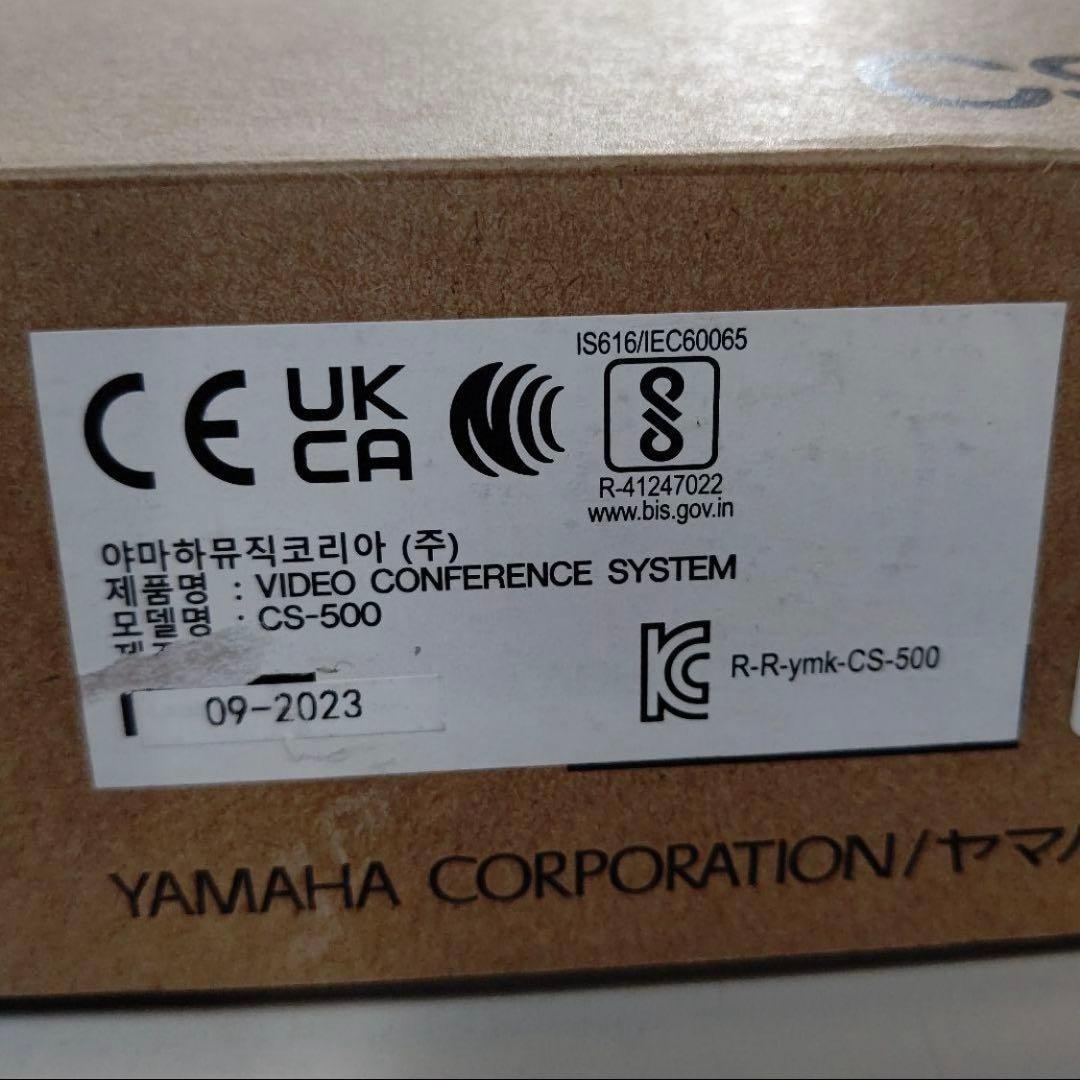 CS
IS616/IEC60065
CE UK CA
R-41247022
www.bis.gov.in
야마하뮤직코리아 (주)
제품명 : VIDEO CONFERENCE SYSTEM
모델명 : CS-500
R-R-ymk-CS-500
09-2023
YAMAHA CORPORATION/ヤマハ